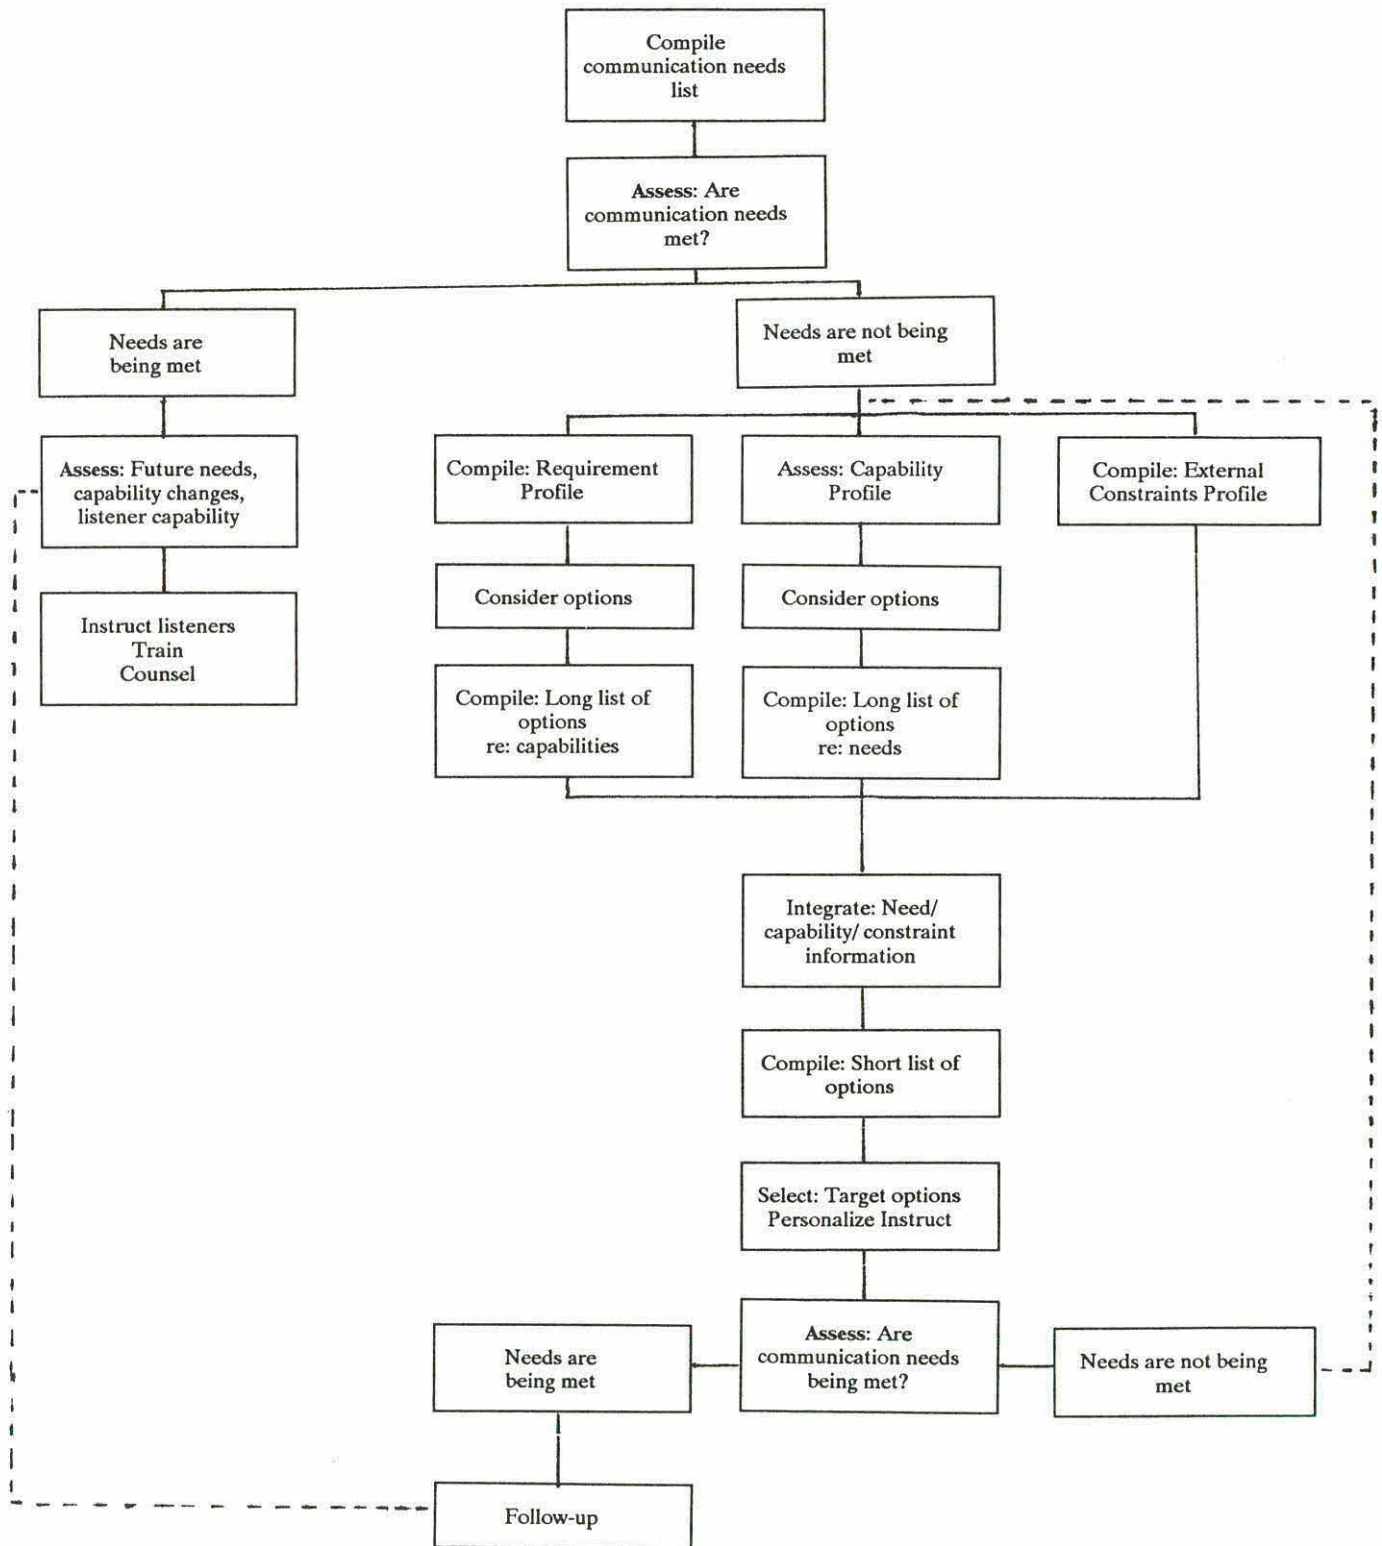 Compile
communication needs
list
Assess: Are
communication needs
met?
Needs are
being met
Needs are not being
met
Assess: Future needs,
capability changes,
listener capability
Compile: Requirement
Profile
Assess: Capability
Profile
Compile: External
Constraints Profile
Instruct listeners
Train
Counsel
Consider options
Consider options
Compile: Long list of
options
re: capabilities
Compile: Long list of
options
re: needs
Integrate: Need/
capability/ constraint
information
Compile: Short list of
options
Select: Target options
Personalize Instruct
Needs are
being met
Assess: Are
communication needs
being met?
Needs are not being
met
Follow-up